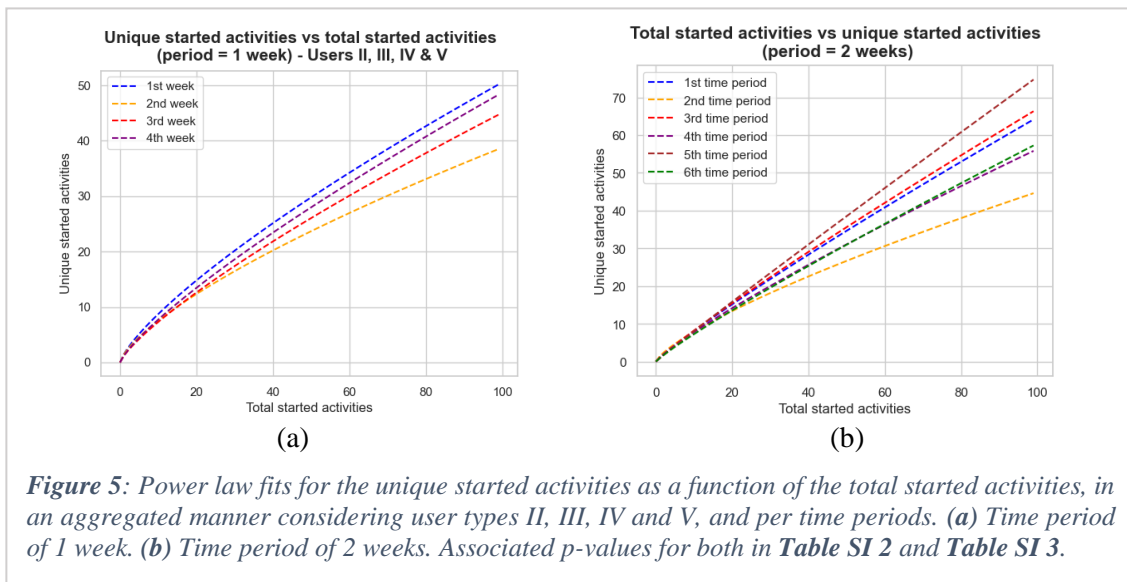 Unique started activities vs total started activities
(period = 1 week) - Users II, III, IV & V
1st week
2nd week
3rd week
4th week
50
40
30
20
10
0
Unique started activities
0 20 40 60 80 100
Total started activities
(a)
Total started activities vs unique started activities
(period = 2 weeks)
1st time period
2nd time period
3rd time period
4th time period
5th time period
6th time period
70
60
50
40
30
20
10
0
Unique started activities
0 20 40 60 80 100
Total started activities
(b)
Figure 5: Power law fits for the unique started activities as a function of the total started activities, in
an aggregated manner considering user types II, III, IV and V, and per time periods. (a) Time period
of 1 week. (b) Time period of 2 weeks. Associated p-values for both in Table SI 2 and Table SI 3.